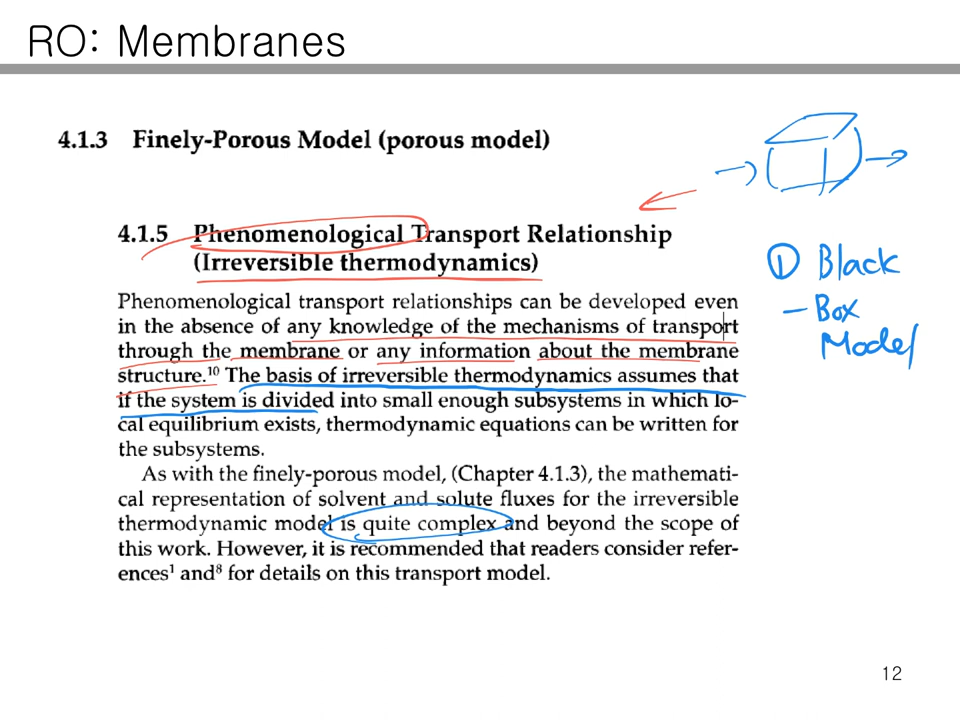 RO: Membranes
4.1.3 Finely-Porous Model (porous model)
4.1.5 Phenomenological Transport Relationship
(Irreversible thermodynamics)
Phenomenological transport relationships can be developed even
in the absence of any knowledge of the mechanisms of transport
through the membrane or any information about the membrane
structure.¹⁰ The basis of irreversible thermodynamics assumes that
if the system is divided into small enough subsystems in which lo-
cal equilibrium exists, thermodynamic equations can be written for
the subsystems.
As with the finely-porous model, (Chapter 4.1.3), the mathemati-
cal representation of solvent and solute fluxes for the irreversible
thermodynamic model is quite complex and beyond the scope of
this work. However, it is recommended that readers consider refer-
ences¹ and⁸ for details on this transport model.
① Black
- Box
Model
12